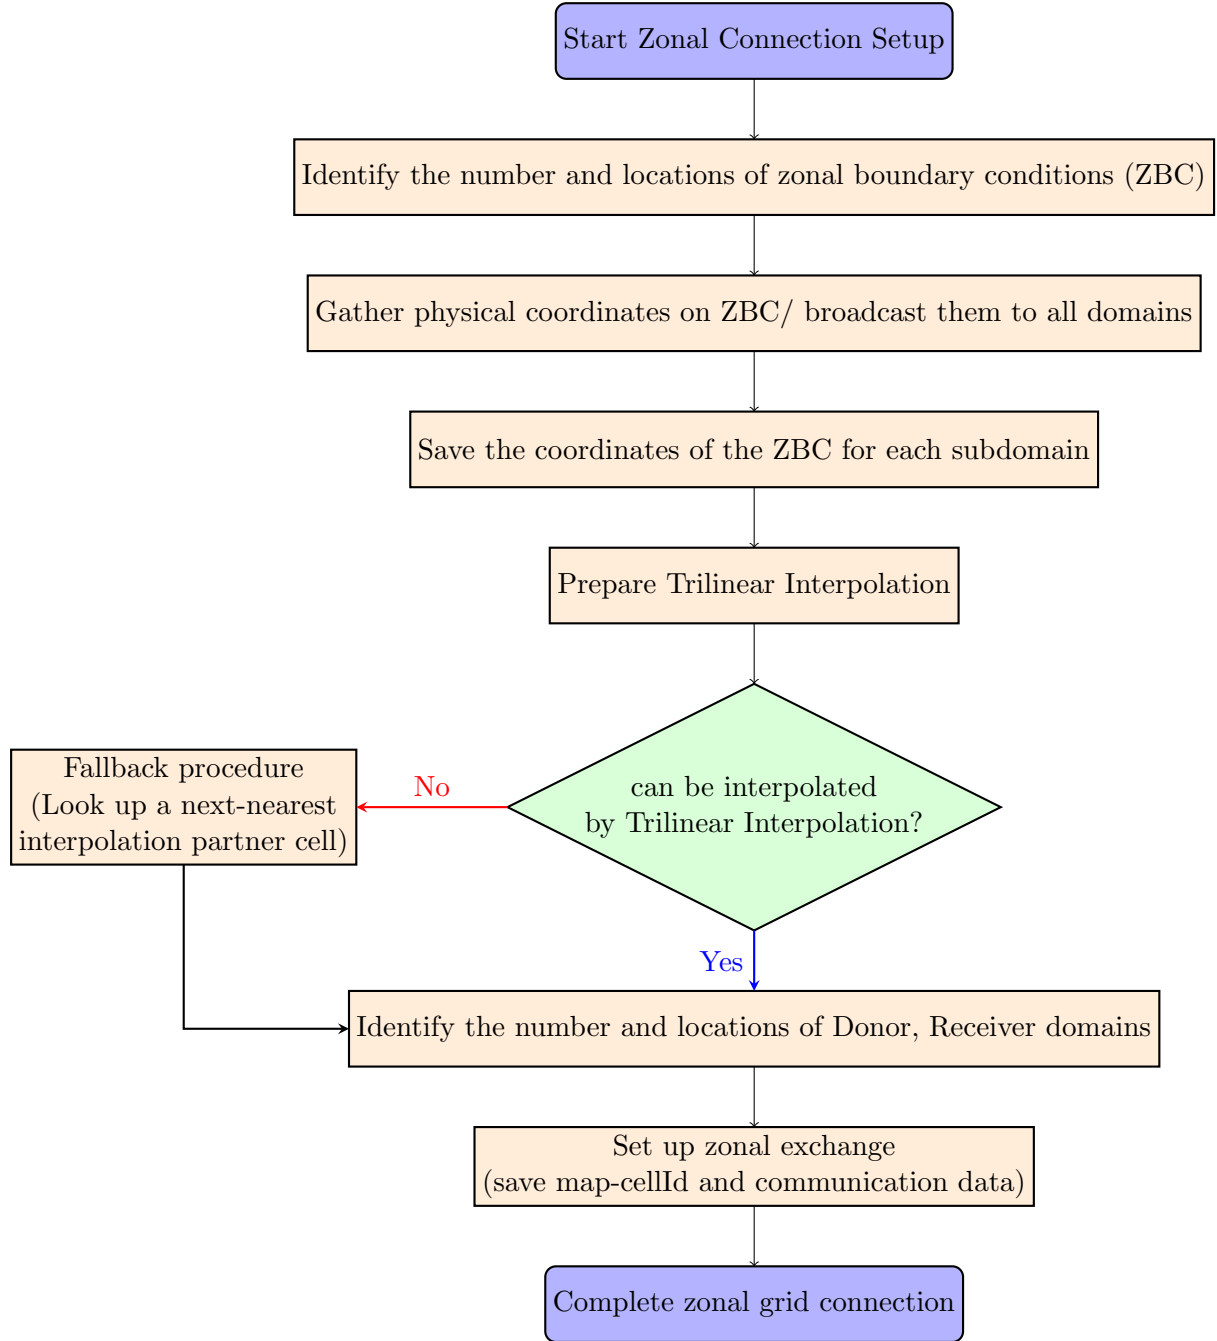 Start Zonal Connection Setup
Identify the number and locations of zonal boundary conditions (ZBC)
Gather physical coordinates on ZBC/ broadcast them to all domains
Save the coordinates of the ZBC for each subdomain
Prepare Trilinear Interpolation
can be interpolated
by Trilinear Interpolation?
No
Fallback procedure
(Look up a next-nearest
interpolation partner cell)
Yes
Identify the number and locations of Donor, Receiver domains
Set up zonal exchange
(save map-cellId and communication data)
Complete zonal grid connection